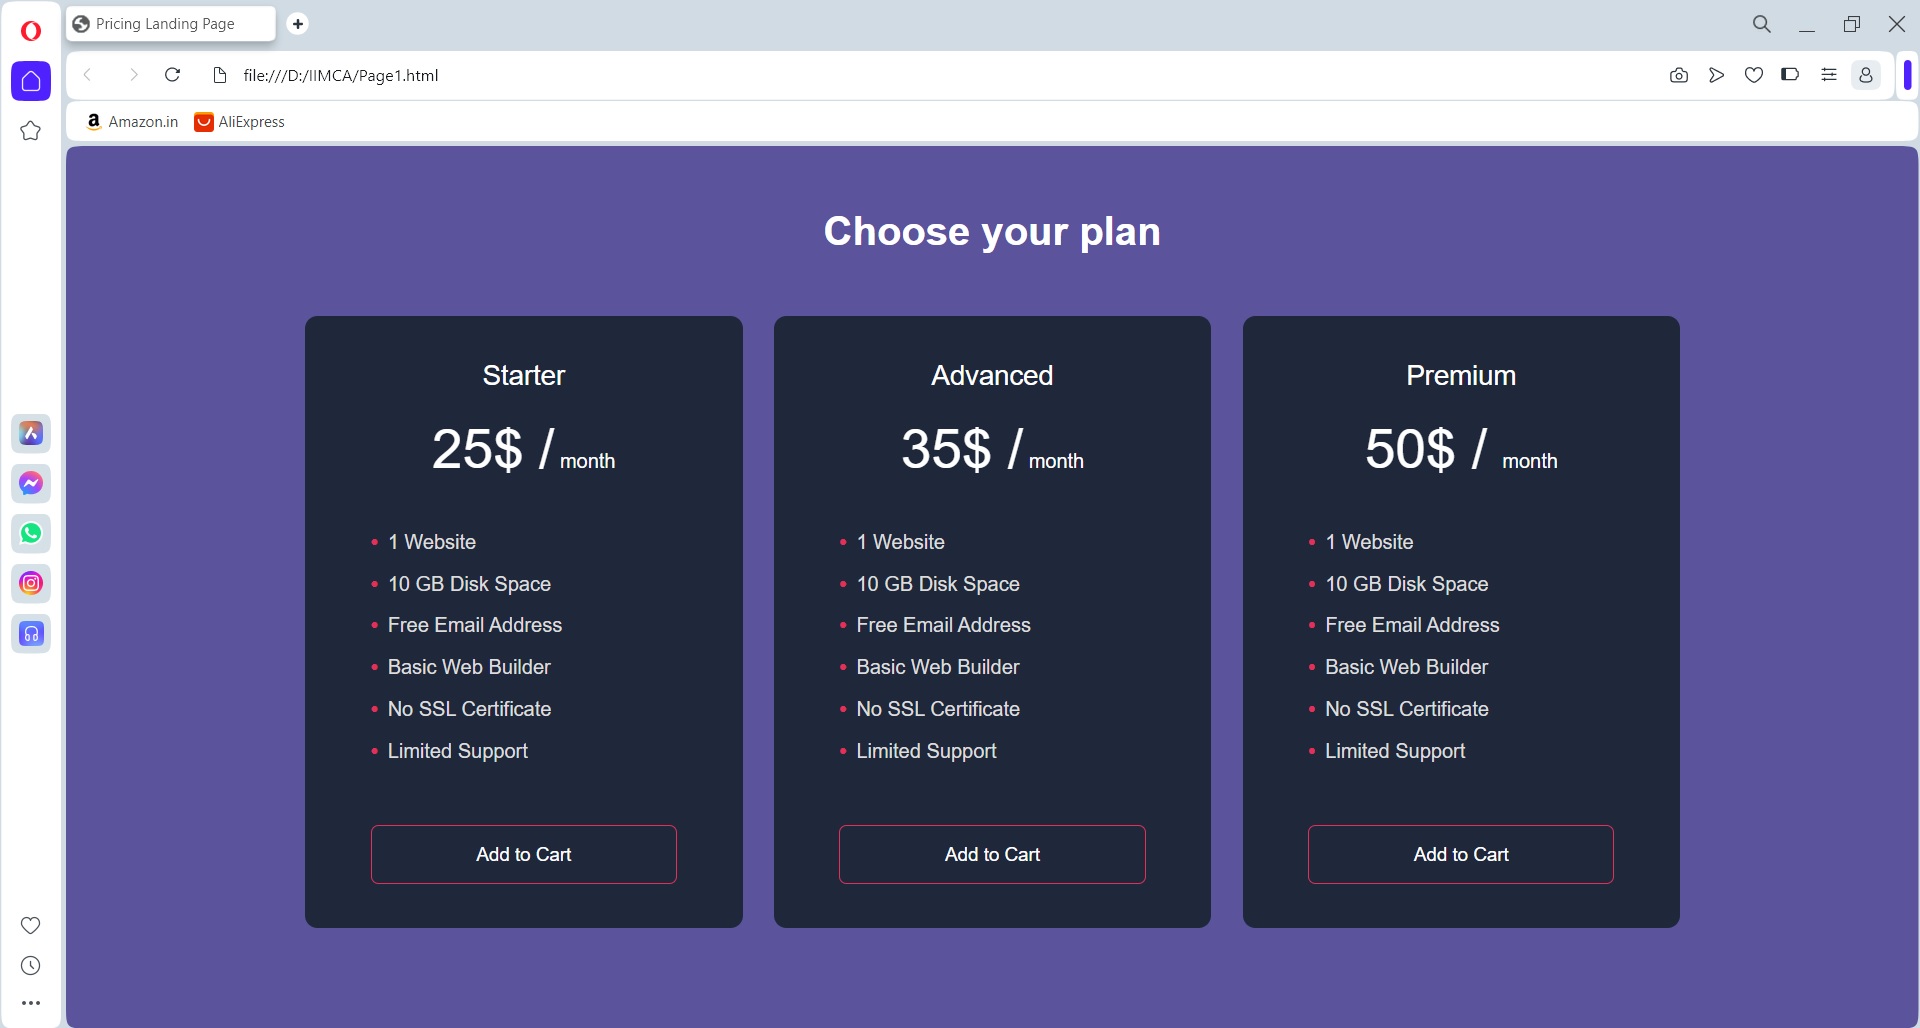 Pricing Landing Page
file:///D:/IIMCA/Page1.html
Amazon.in AliExpress
Choose your plan
Starter
25$ / month
1 Website
10 GB Disk Space
Free Email Address
Basic Web Builder
No SSL Certificate
Limited Support
Add to Cart
Advanced
35$ / month
1 Website
10 GB Disk Space
Free Email Address
Basic Web Builder
No SSL Certificate
Limited Support
Add to Cart
Premium
50$ / month
1 Website
10 GB Disk Space
Free Email Address
Basic Web Builder
No SSL Certificate
Limited Support
Add to Cart